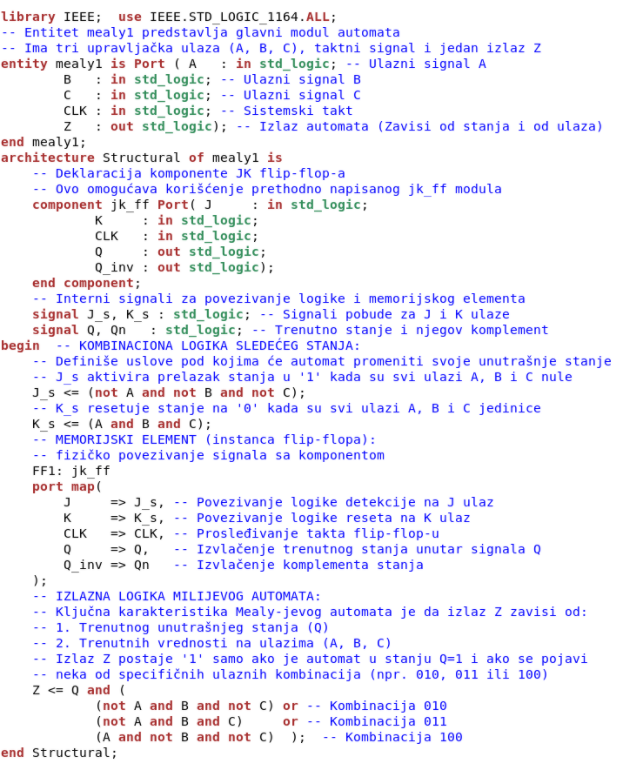 library IEEE;  use IEEE.STD_LOGIC_1164.ALL;
-- Entitet mealy1 predstavlja glavni modul automata
-- Ima tri upravljačka ulaza (A, B, C), taktni signal i jedan izlaz Z
entity mealy1 is Port ( A   : in std_logic; -- Ulazni signal A
        B   : in std_logic; -- Ulazni signal B
        C   : in std_logic; -- Ulazni signal C
        CLK : in std_logic; -- Sistemski takt
        Z   : out std_logic); -- Izlaz automata (Zavisi od stanja i od ulaza)
end mealy1;
architecture Structural of mealy1 is
    -- Deklaracija komponente JK flip-flop-a
    -- Ovo omogućava korišćenje prethodno napisanog jk_ff modula
    component jk_ff Port( J     : in std_logic;
            K     : in std_logic;
            CLK   : in std_logic;
            Q     : out std_logic;
            Q_inv : out std_logic);
    end component;
    -- Interni signali za povezivanje logike i memorijskog elementa
    signal J_s, K_s : std_logic; -- Signali pobude za J i K ulaze
    signal Q, Qn   : std_logic; -- Trenutno stanje i njegov komplement
begin  -- KOMBINACIONA LOGIKA SLEDEĆEG STANJA:
    -- Definiše uslove pod kojima će automat promeniti svoje unutrašnje stanje
    -- J_s aktivira prelazak stanja u '1' kada su svi ulazi A, B i C nule
    J_s <= (not A and not B and not C);
    -- K_s resetuje stanje na '0' kada su svi ulazi A, B i C jedinice
    K_s <= (A and B and C);
    -- MEMORIJSKI ELEMENT (instanca flip-flopa):
    -- fizičko povezivanje signala sa komponentom
    FF1: jk_ff
    port map(
        J     => J_s, -- Povezivanje logike detekcije na J ulaz
        K     => K_s, -- Povezivanje logike reseta na K ulaz
        CLK   => CLK, -- Prosleđivanje takta flip-flop-u
        Q     => Q,   -- Izvlačenje trenutnog stanja unutar signala Q
        Q_inv => Qn   -- Izvlačenje komplementa stanja
    );
    -- IZLAZNA LOGIKA MILIJEVOG AUTOMATA:
    -- Ključna karakteristika Mealy-jevog automata je da izlaz Z zavisi od:
    -- 1. Trenutnog unutrašnjeg stanja (Q)
    -- 2. Trenutnih vrednosti na ulazima (A, B, C)
    -- Izlaz Z postaje '1' samo ako je automat u stanju Q=1 i ako se pojavi
    -- neka od specifičnih ulaznih kombinacija (npr. 010, 011 ili 100)
    Z <= Q and (
            (not A and B and not C) or -- Kombinacija 010
            (not A and B and C)     or -- Kombinacija 011
            (A and not B and not C)  );  -- Kombinacija 100
end Structural;